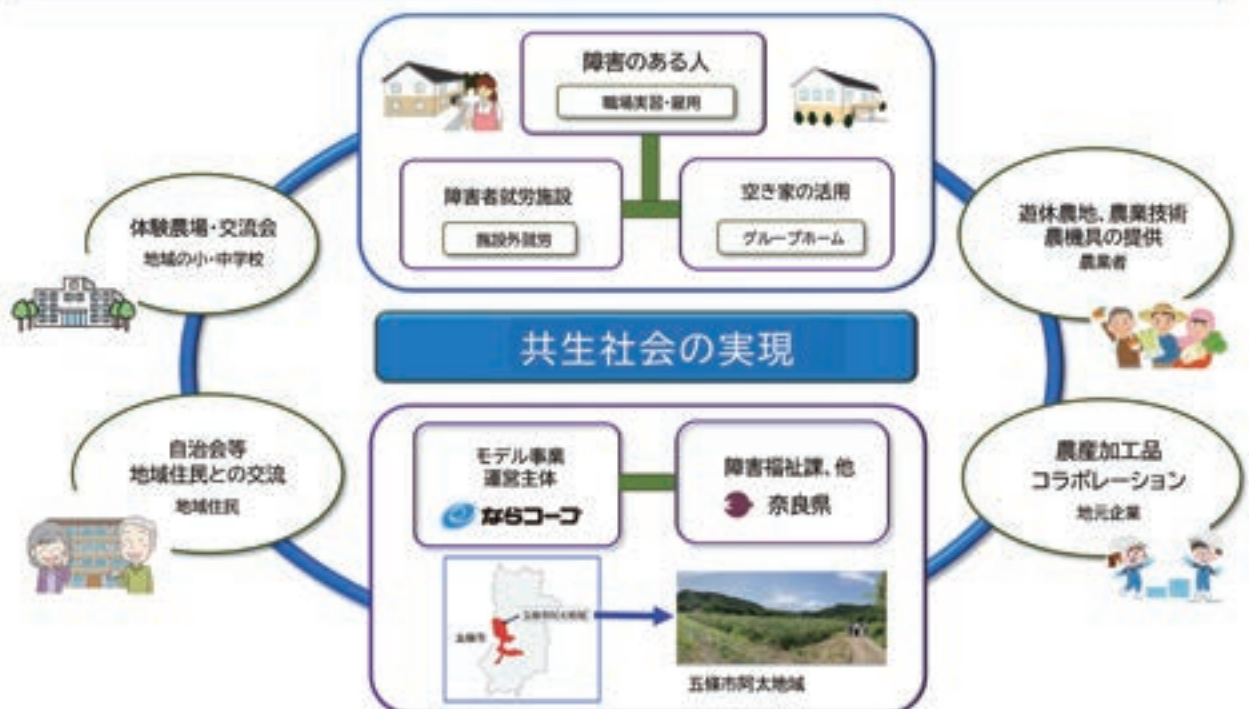 障害のある人
職場実習・雇用
障害者就労施設
施設外就労
空き家の活用
グループホーム
体験農場・交流会
地域の小・中学校
遊休農地、農業技術
農機具の提供
農業者
共生社会の実現
自治会等
地域住民との交流
地域住民
農産加工品
コラボレーション
地元企業
モデル事業
運営主体
ならコープ
障害福祉課、他
奈良県
五條市阿太地域
五條市
五條市阿太地域